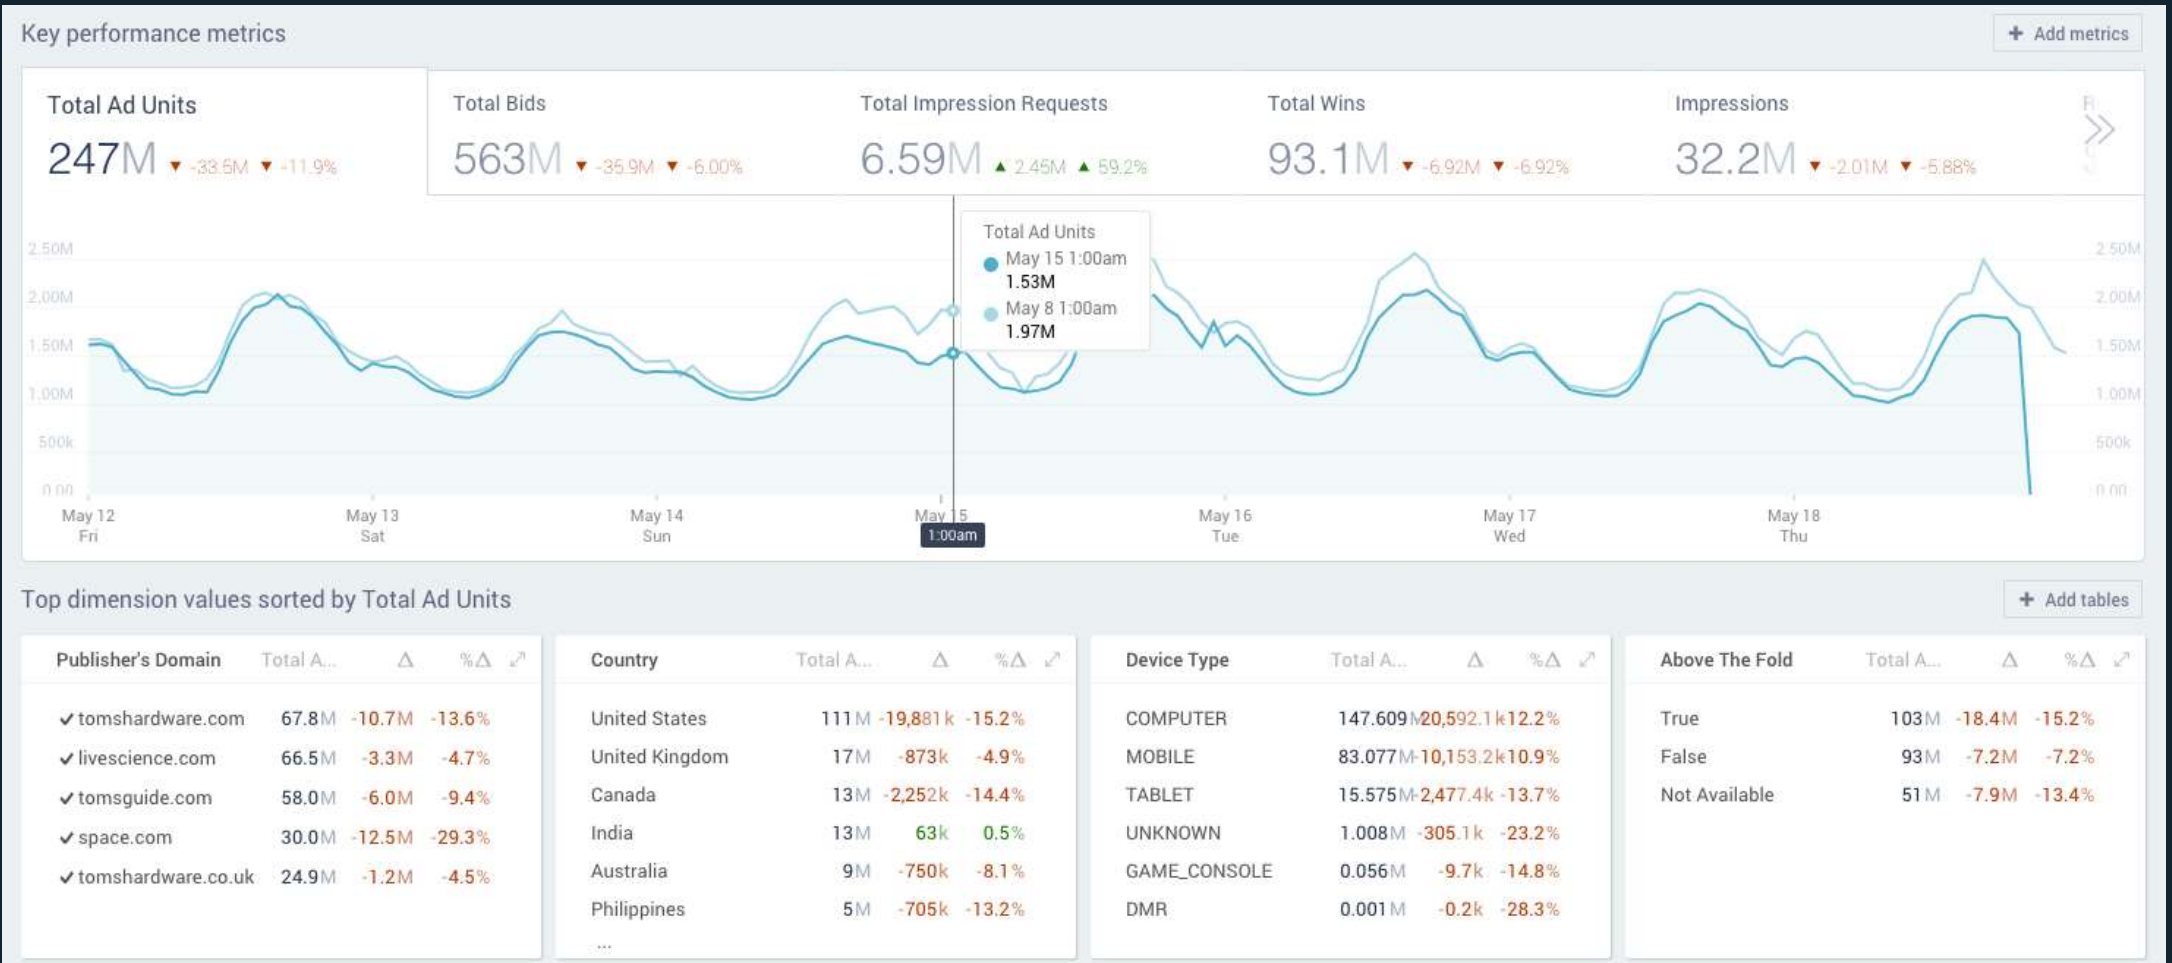 Key performance metrics
+ Add metrics
Total Ad Units
247M ▼ -33.5M ▼ -11.9%
Total Bids
563M ▼ -35.9M ▼ -6.00%
Total Impression Requests
6.59M ▲ 2.45M ▲ 59.2%
Total Wins
93.1M ▼ -6.92M ▼ -6.92%
Impressions
32.2M ▼ -2.01M ▼ -5.88%
Total Ad Units
May 15 1:00am
1.53M
May 8 1:00am
1.97M
2.50M 2.50M
2.00M 2.00M
1.50M 1.50M
1.00M 1.00M
500k 500k
0.00 0.00
May 12 May 13 May 14 May 15 May 16 May 17 May 18
Fri Sat Sun 1:00am Tue Wed Thu
Top dimension values sorted by Total Ad Units
+ Add tables
Publisher's Domain Total A... Δ %Δ
tomshardware.com 67.8M -10.7M -13.6%
livescience.com 66.5M -3.3M -4.7%
tomsguide.com 58.0M -6.0M -9.4%
space.com 30.0M -12.5M -29.3%
tomshardware.co.uk 24.9M -1.2M -4.5%
Country Total A... Δ %Δ
United States 111M -19,881k -15.2%
United Kingdom 17M -873k -4.9%
Canada 13M -2,252k -14.4%
India 13M 63k 0.5%
Australia 9M -750k -8.1%
Philippines 5M -705k -13.2%
...
Device Type Total A... Δ %Δ
COMPUTER 147.609M 20,592.1k 12.2%
MOBILE 83.077M -10,153.2k 10.9%
TABLET 15.575M -2,477.4k -13.7%
UNKNOWN 1.008M -305.1k -23.2%
GAME_CONSOLE 0.056M -9.7k -14.8%
DMR 0.001M -0.2k -28.3%
Above The Fold Total A... Δ %Δ
True 103M -18.4M -15.2%
False 93M -7.2M -7.2%
Not Available 51M -7.9M -13.4%